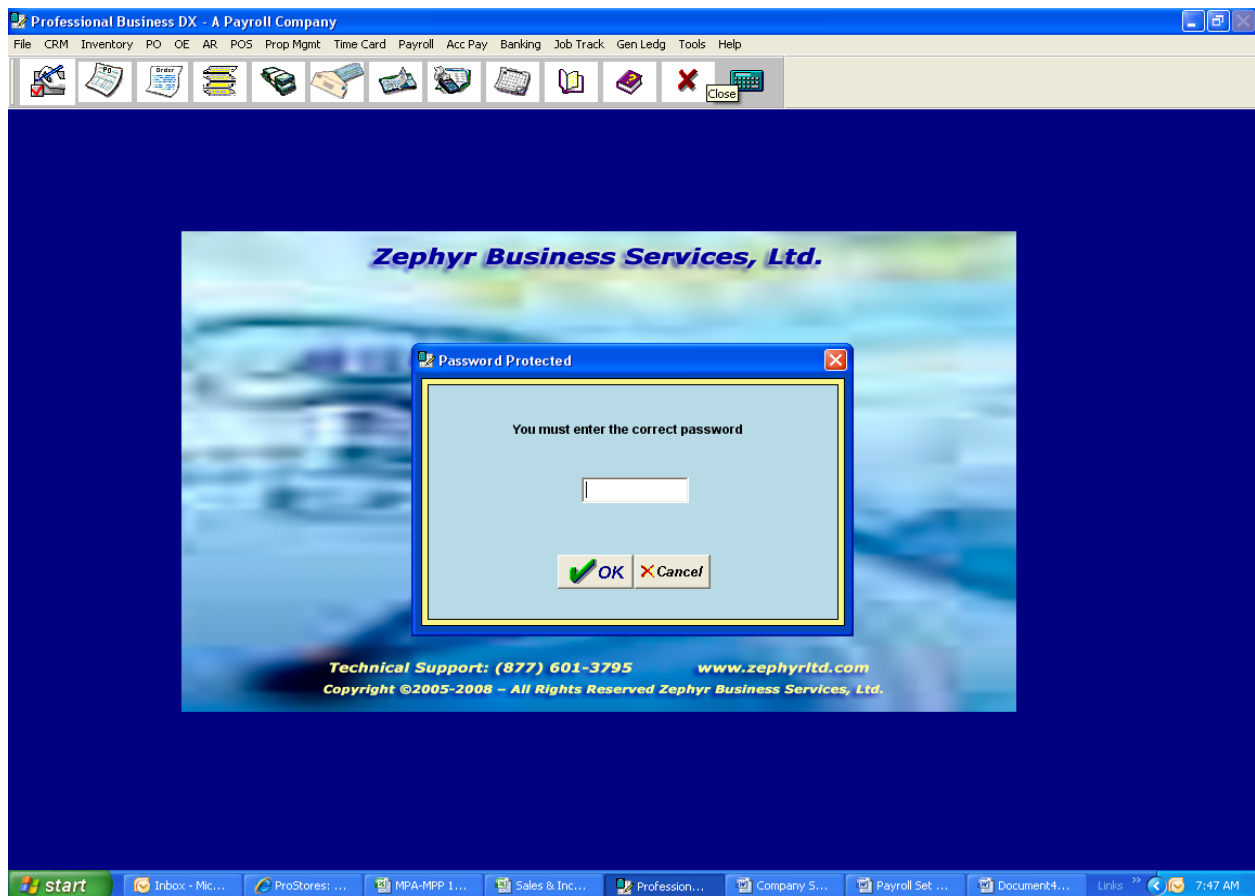 Professional Business DX - A Payroll Company
File CRM Inventory PO OE AR POS Prop Mgmt Time Card Payroll Acc Pay Banking Job Track Gen Ledg Tools Help
PO
Order
Close
Zephyr Business Services, Ltd.
Password Protected
You must enter the correct password
OK Cancel
Technical Support: (877) 601-3795 www.zephyrltd.com
Copyright ©2005-2008 – All Rights Reserved Zephyr Business Services, Ltd.
start Inbox - Mic... ProStores: ... MPA-MPP 1... Sales & Inc... Profession... Company S... Payroll Set ... Document4... Links » 7:47 AM